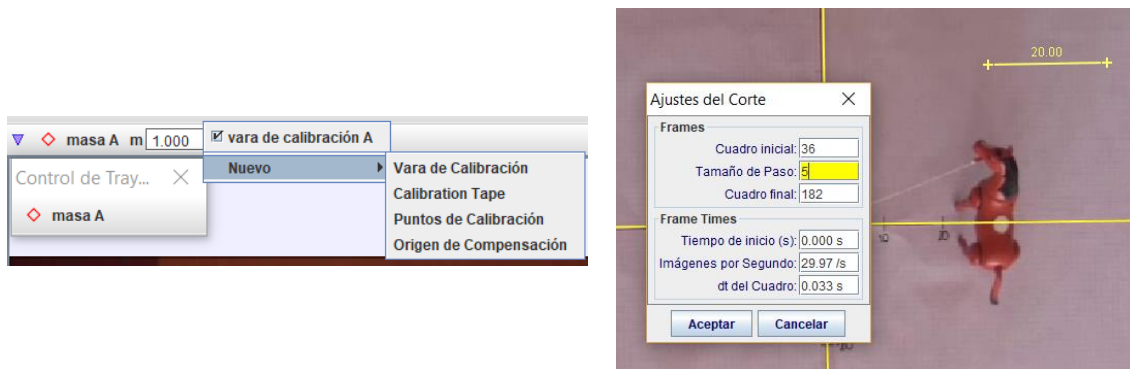 masa A m 1.000
vara de calibración A
Nuevo
Vara de Calibración
Calibration Tape
Puntos de Calibración
Origen de Compensación
Control de Tray...
masa A
20.00
Ajustes del Corte
Frames
Cuadro inicial: 36
Tamaño de Paso: 5
Cuadro final: 182
Frame Times
Tiempo de inicio (s): 0.000 s
Imágenes por Segundo: 29.97 /s
dt del Cuadro: 0.033 s
Aceptar Cancelar
10